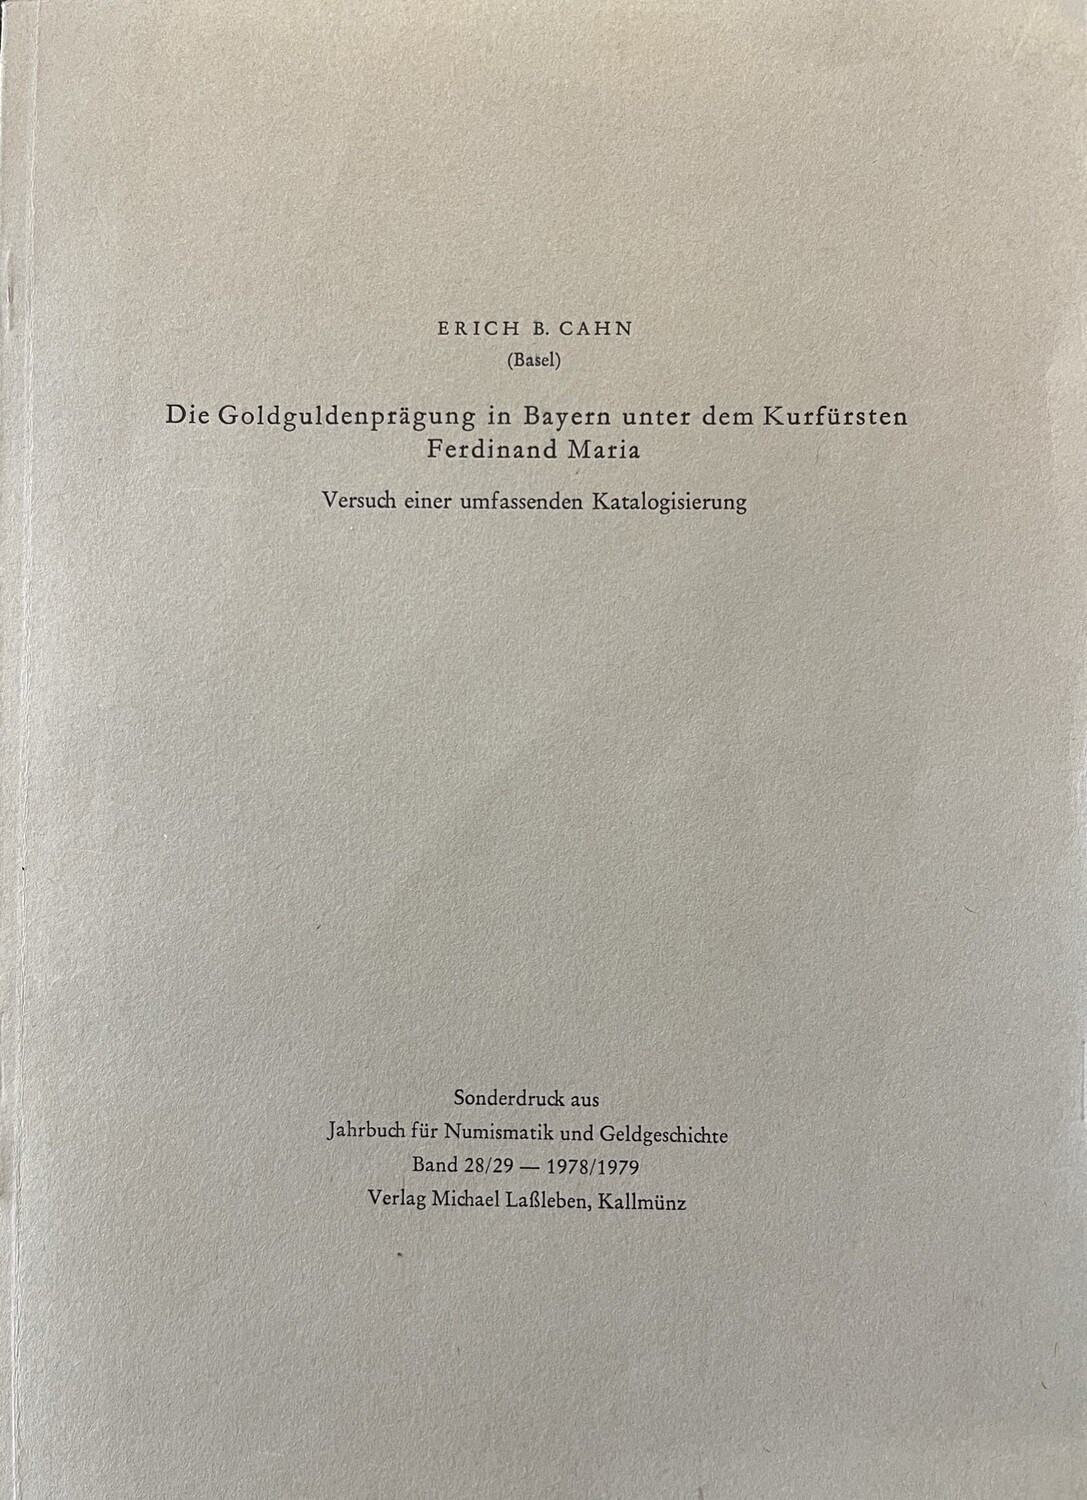 ERICH B. CAHN
(Basel)
Die Goldguldenprägung in Bayern unter dem Kurfürsten
Ferdinand Maria
Versuch einer umfassenden Katalogisierung
Sonderdruck aus
Jahrbuch für Numismatik und Geldgeschichte
Band 28/29 — 1978/1979
Verlag Michael Laßleben, Kallmünz